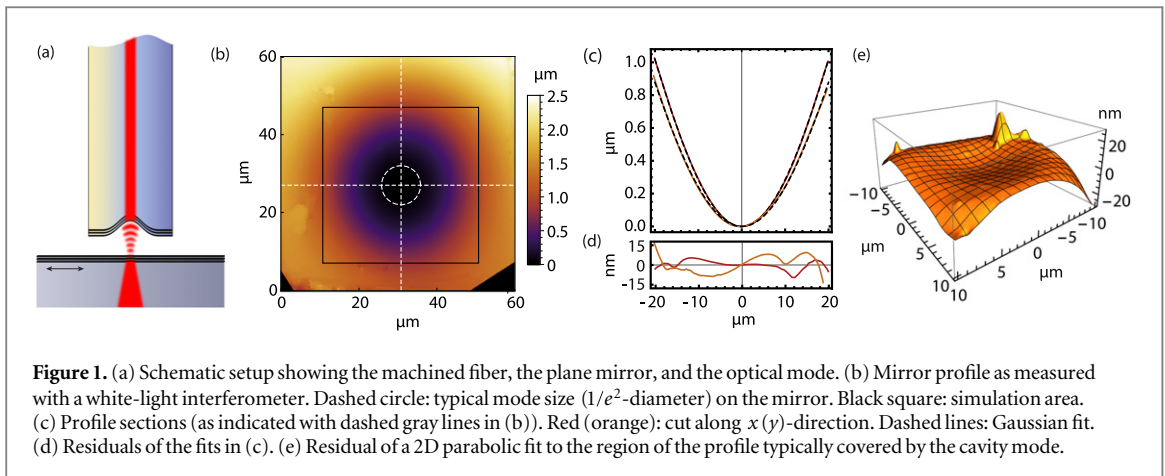 (a)
(b)
60
40
20
0
µm
0 20 40 60
µm
µm
2.5
2.0
1.5
1.0
0.5
0
(c)
1.0
0.8
0.6
0.4
0.2
0.0
µm
(d)
15
0
-15
nm
-20 -10 0 10 20
µm
(e)
nm
20
0
-20
-10
-5
0
5
10
µm
10
5
0
-5
-10
µm
Figure 1. (a) Schematic setup showing the machined fiber, the plane mirror, and the optical mode. (b) Mirror profile as measured
with a white-light interferometer. Dashed circle: typical mode size (1/e²-diameter) on the mirror. Black square: simulation area.
(c) Profile sections (as indicated with dashed gray lines in (b)). Red (orange): cut along x (y)-direction. Dashed lines: Gaussian fit.
(d) Residuals of the fits in (c). (e) Residual of a 2D parabolic fit to the region of the profile typically covered by the cavity mode.